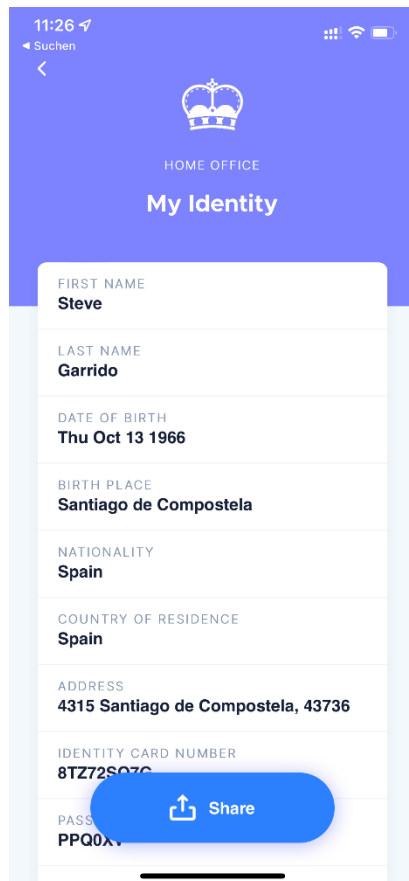 11:26
Suchen
HOME OFFICE
My Identity
FIRST NAME
Steve
LAST NAME
Garrido
DATE OF BIRTH
Thu Oct 13 1966
BIRTH PLACE
Santiago de Compostela
NATIONALITY
Spain
COUNTRY OF RESIDENCE
Spain
ADDRESS
4315 Santiago de Compostela, 43736
IDENTITY CARD NUMBER
Share